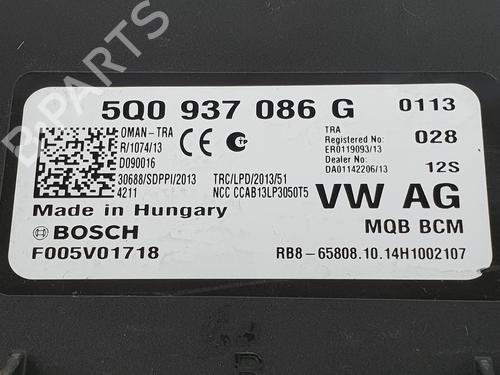 5Q0 937 086 G 0113
OMAN-TRA
R/1074/13
D090016
30688/SDPPI/2013
4211
CE
TRC/LPD/2013/51
NCC CCAB13LP3050T5
TRA
Registered No:
ER0119093/13
Dealer No:
DA01142206/13
028
12S
Made in Hungary
VW AG
BOSCH
MQB BCM
F005V01718
RB8-65808.10.14H1002107
B-PARTS